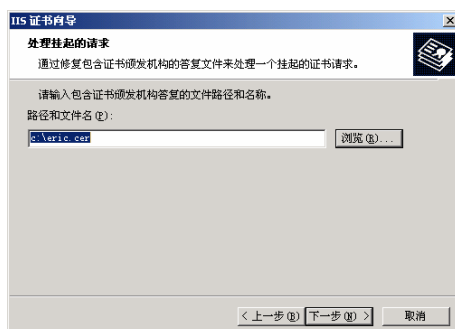 IIS 证书向导
处理挂起的请求
通过修复包含证书颁发机构的答复文件来处理一个挂起的证书请求。
请输入包含证书颁发机构答复的文件路径和名称。
路径和文件名(P):
c:\eric.cer
浏览(R)...
< 上一步(B) 下一步(N) > 取消